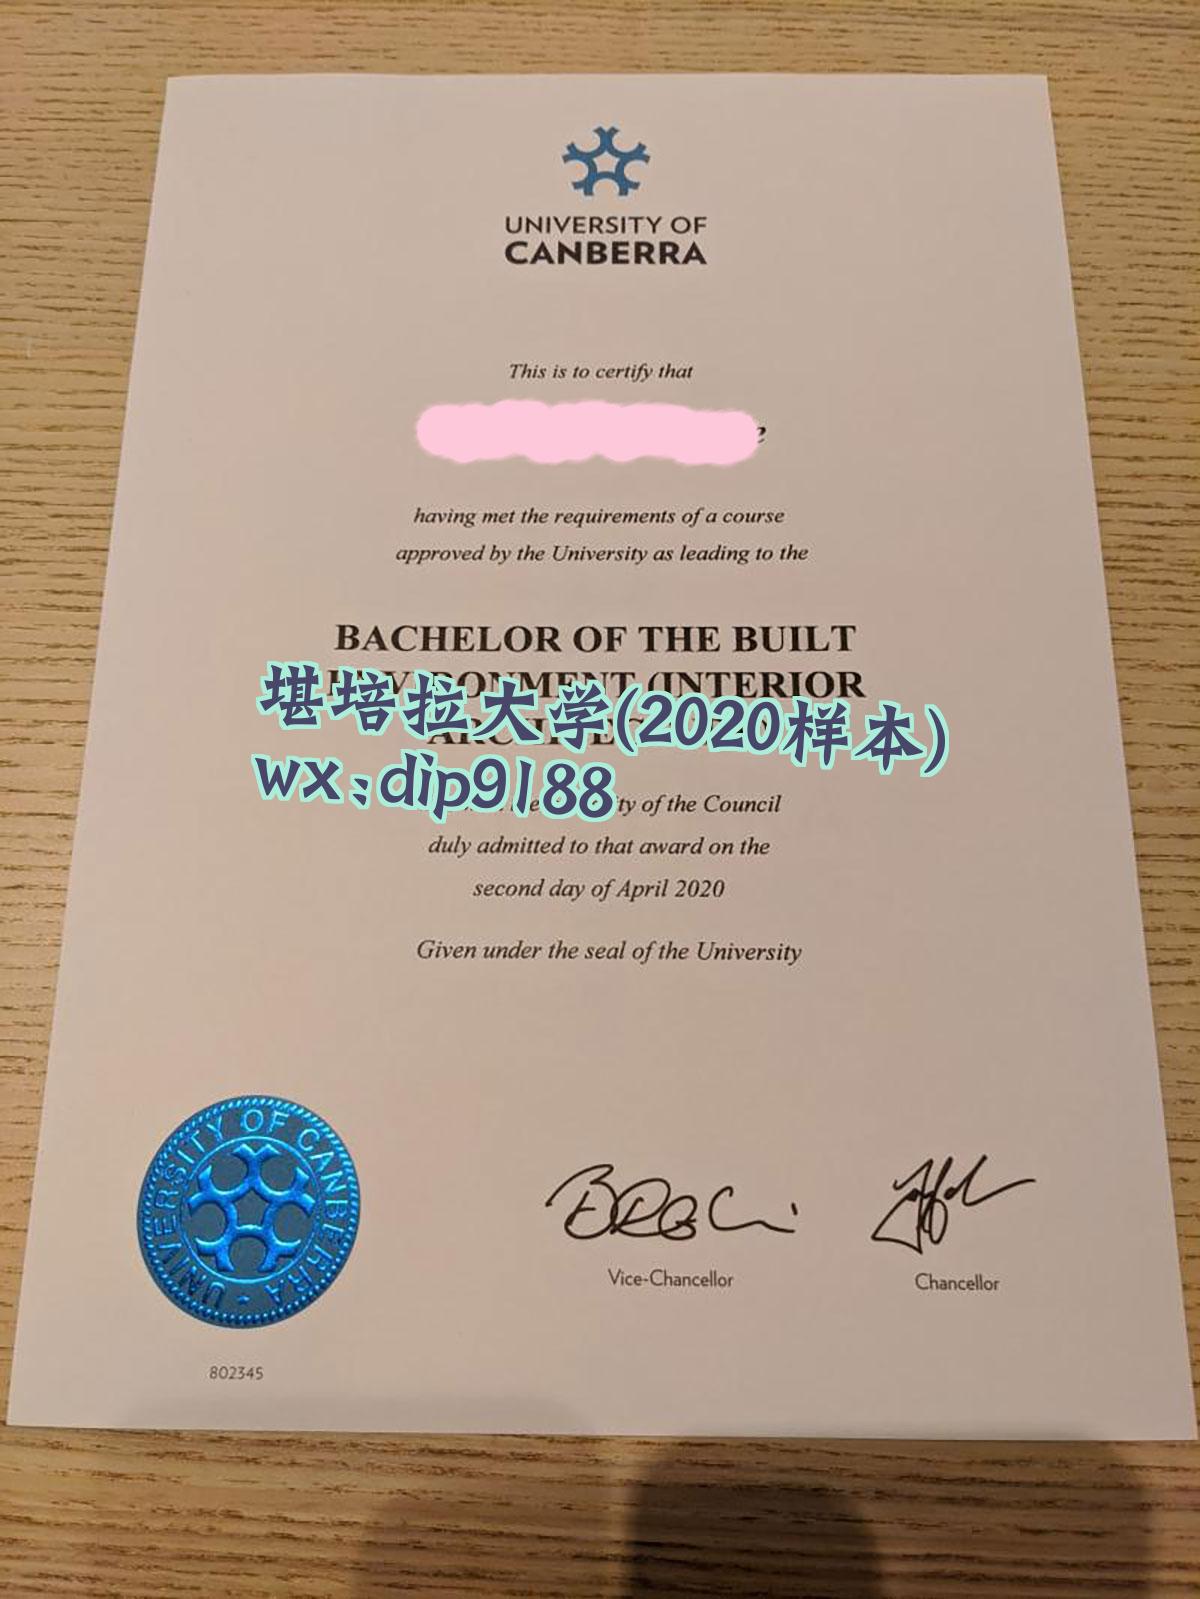 UNIVERSITY OF
CANBERRA
This is to certify that
having met the requirements of a course
approved by the University as leading to the
BACHELOR OF THE BUILT
ENVIRONMENT (INTERIOR
堪培拉大学(2020样本)
wx:dip9188
of the Council
duly admitted to that award on the
second day of April 2020
Given under the seal of the University
UNIVERSITY OF CANBERRA
Vice-Chancellor
Chancellor
802345